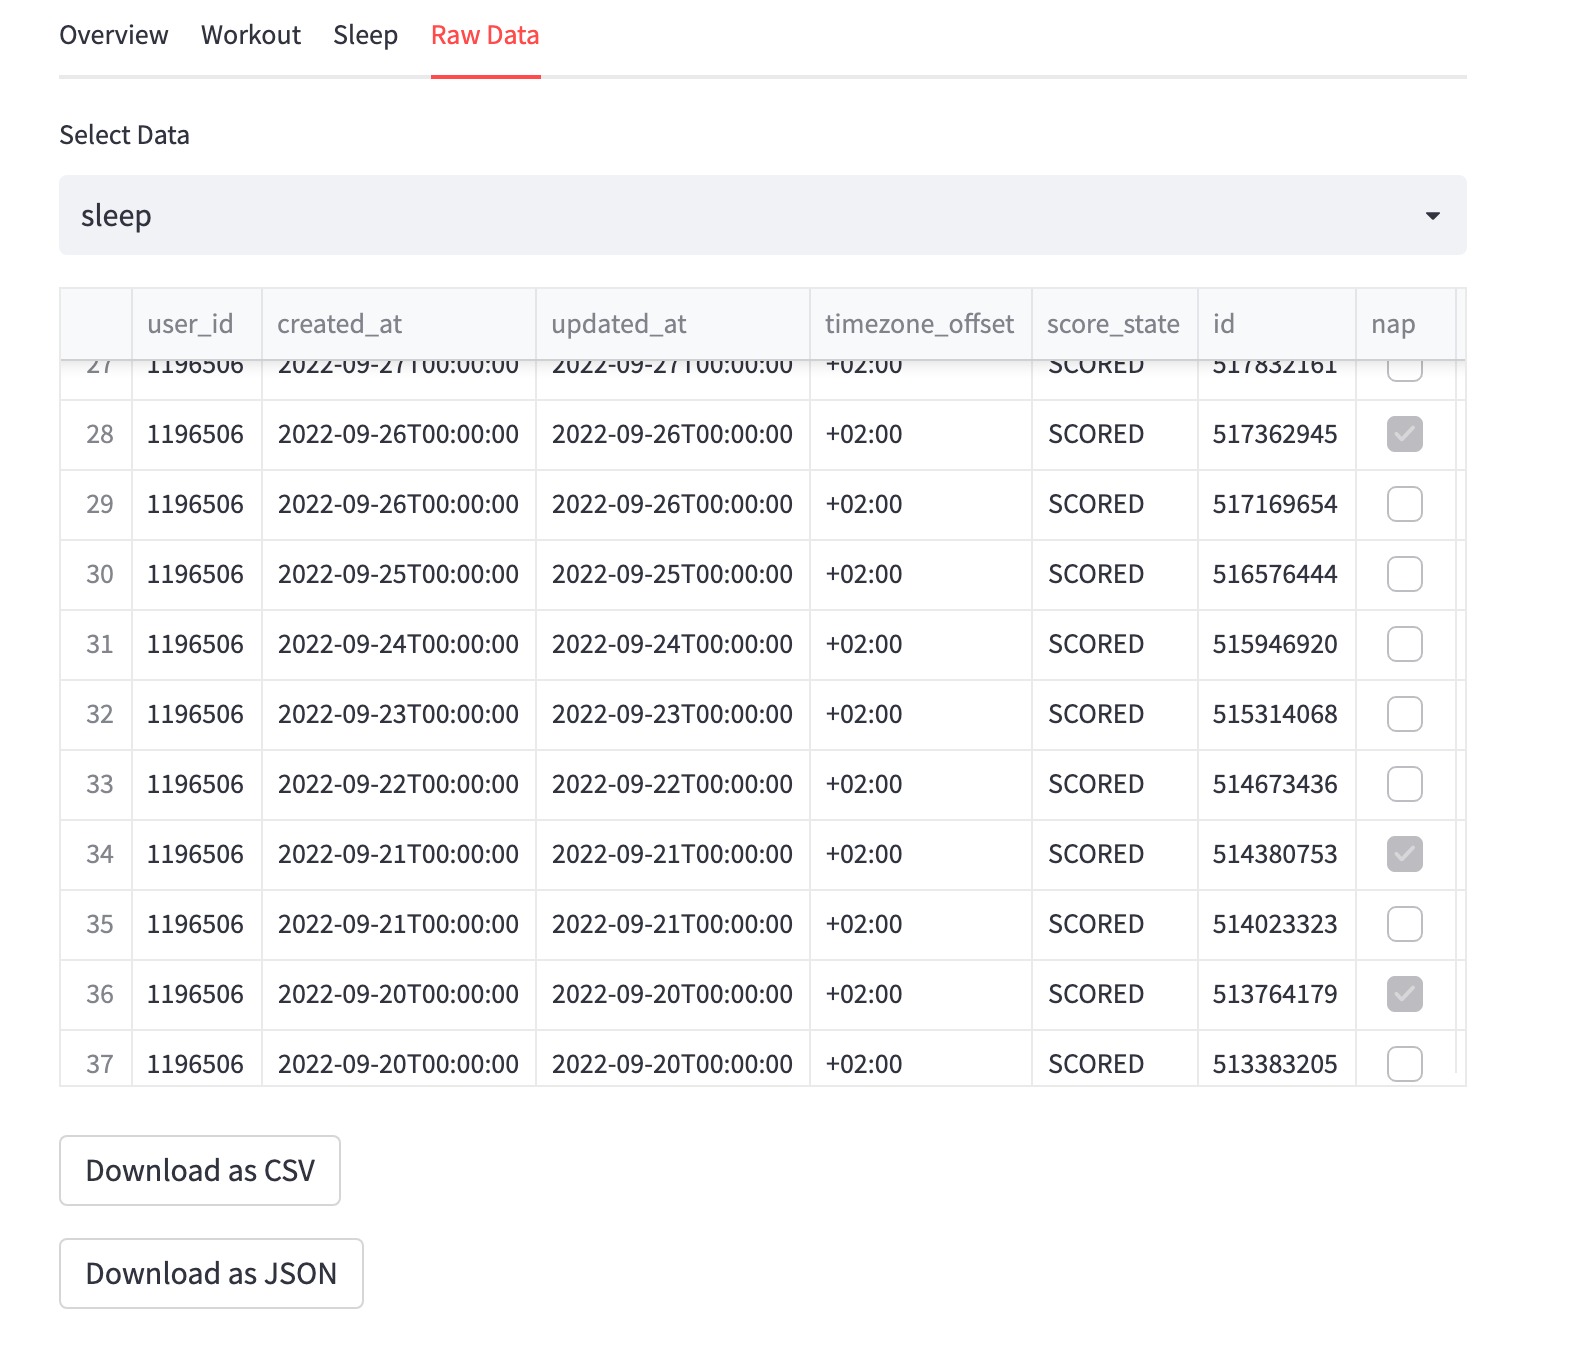 Overview Workout Sleep Raw Data
Select Data
sleep
user_id created_at updated_at timezone_offset score_state id nap
27 1196506 2022-09-27T00:00:00 2022-09-27T00:00:00 +02:00 SCORED 517832161
28 1196506 2022-09-26T00:00:00 2022-09-26T00:00:00 +02:00 SCORED 517362945
29 1196506 2022-09-26T00:00:00 2022-09-26T00:00:00 +02:00 SCORED 517169654
30 1196506 2022-09-25T00:00:00 2022-09-25T00:00:00 +02:00 SCORED 516576444
31 1196506 2022-09-24T00:00:00 2022-09-24T00:00:00 +02:00 SCORED 515946920
32 1196506 2022-09-23T00:00:00 2022-09-23T00:00:00 +02:00 SCORED 515314068
33 1196506 2022-09-22T00:00:00 2022-09-22T00:00:00 +02:00 SCORED 514673436
34 1196506 2022-09-21T00:00:00 2022-09-21T00:00:00 +02:00 SCORED 514380753
35 1196506 2022-09-21T00:00:00 2022-09-21T00:00:00 +02:00 SCORED 514023323
36 1196506 2022-09-20T00:00:00 2022-09-20T00:00:00 +02:00 SCORED 513764179
37 1196506 2022-09-20T00:00:00 2022-09-20T00:00:00 +02:00 SCORED 513383205
Download as CSV
Download as JSON